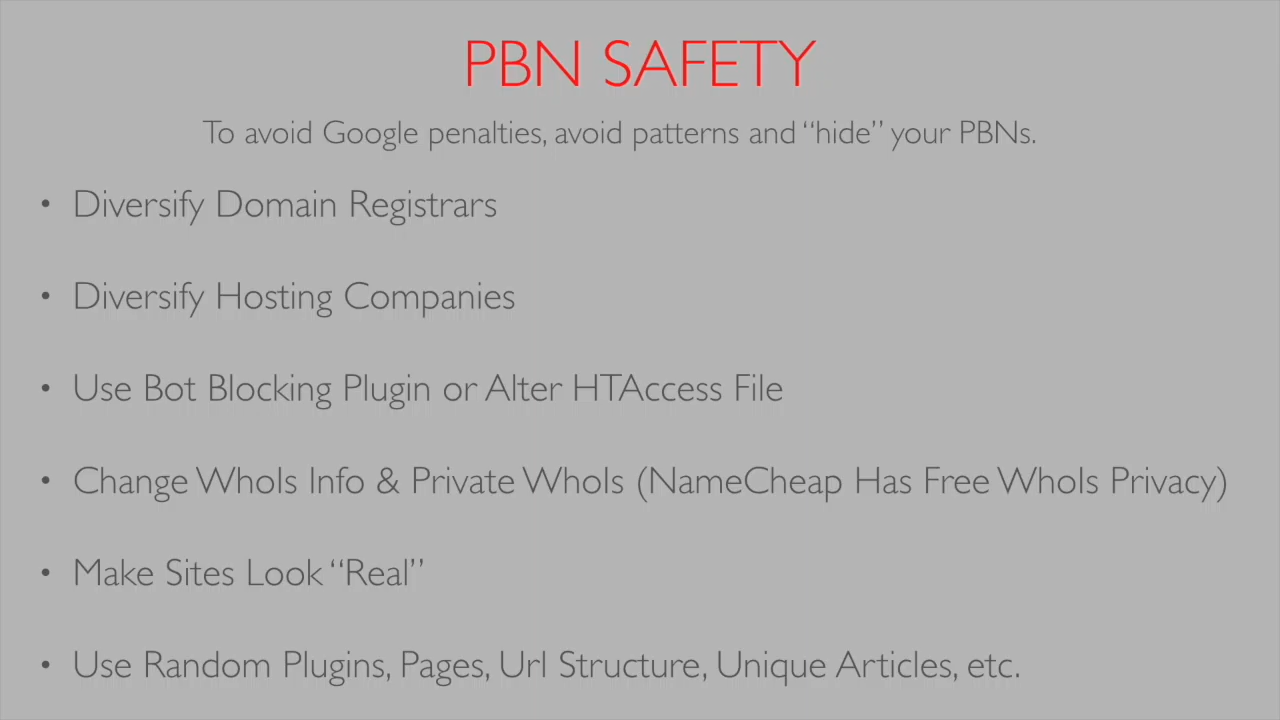 PBN SAFETY
To avoid Google penalties, avoid patterns and “hide” your PBNs.
• Diversify Domain Registrars
• Diversify Hosting Companies
• Use Bot Blocking Plugin or Alter HTAccess File
• Change WhoIs Info & Private WhoIs (NameCheap Has Free WhoIs Privacy)
• Make Sites Look “Real”
• Use Random Plugins, Pages, Url Structure, Unique Articles, etc.